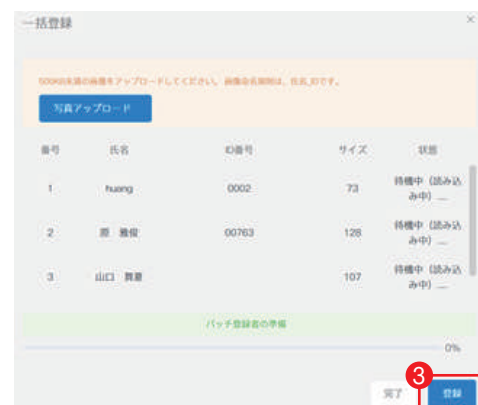 一括登録
×
500KB未満の画像をアップロードしてください。画像命名規則は、氏名_IDです。
写真アップロード
番号 氏名 ID番号 サイズ 状態
1 huang 0002 73 待機中（読み込み中）...
2 原 雅俊 00763 128 待機中（読み込み中）...
3 山口 107 待機中（読み込み中）...
バッチ登録者の準備
0%
3
完了 登録